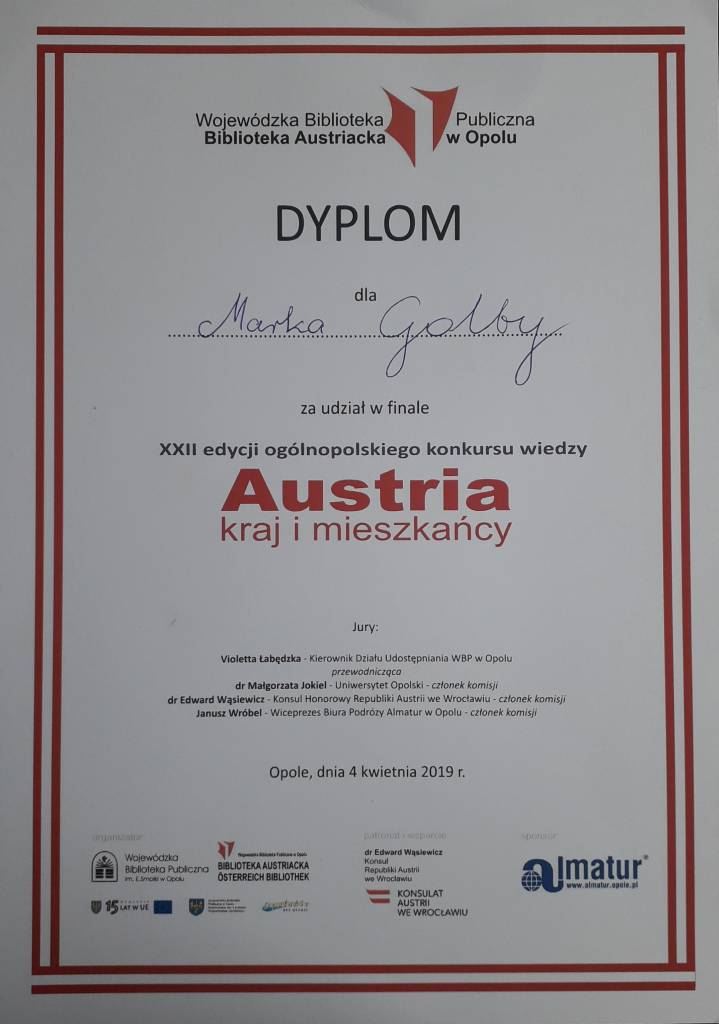 Wojewódzka Biblioteka Publiczna
Biblioteka Austriacka w Opolu
DYPLOM
dla
Marka Golby
za udział w finale
XXII edycji ogólnopolskiego konkursu wiedzy
Austria
kraj i mieszkańcy
Jury:
Violetta Łabędzka - Kierownik Działu Udostępniania WBP w Opolu
przewodnicząca
dr Małgorzata Jokiel - Uniwersytet Opolski - członek komisji
dr Edward Wąsiewicz - Konsul Honorowy Republiki Austrii we Wrocławiu - członek komisji
Janusz Wróbel - Wiceprezes Biura Podróży Almatur w Opolu - członek komisji
Opole, dnia 4 kwietnia 2019 r.
organizator
Wojewódzka
Biblioteka Publiczna
im. E.Smołki w Opolu
Wojewódzka Biblioteka Publiczna w Opolu
BIBLIOTEKA AUSTRIACKA
ÖSTERREICH BIBLIOTHEK
15
LAT W UE
patronat i wsparcie
dr Edward Wąsiewicz
Konsul
Republiki Austrii
we Wrocławiu
KONSULAT
AUSTRII
WE WROCŁAWIU
sponsor
almatur®
www.almatur.opole.pl